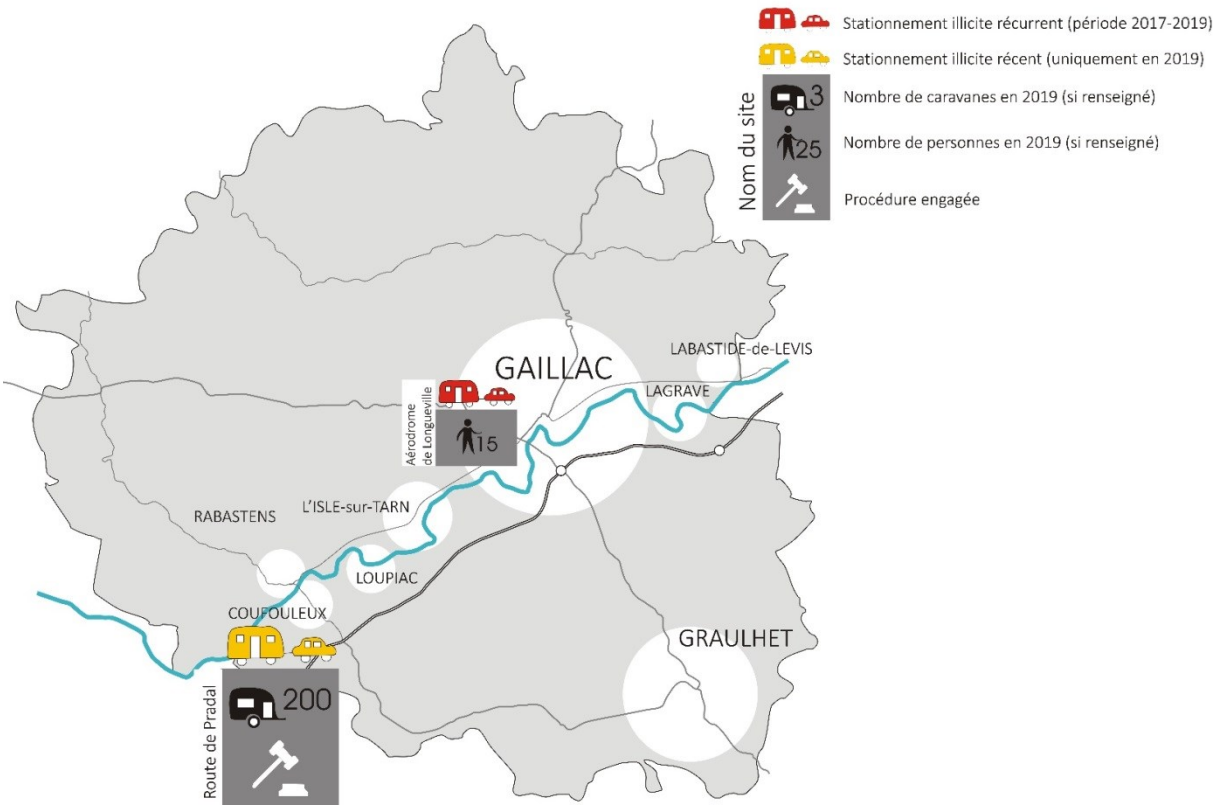 Stationnement illicite récurrent (période 2017-2019)
Stationnement illicite récent (uniquement en 2019)
Nom du site
3
Nombre de caravanes en 2019 (si renseigné)
25
Nombre de personnes en 2019 (si renseigné)
Procédure engagée
LABASTIDE-de-LEVIS
GAILLAC
LAGRAVE
Aérodrome
de Longueville
15
L'ISLE-sur-TARN
RABASTENS
LOUPIAC
COUFOULEUX
GRAULHET
Route de Pradal
200